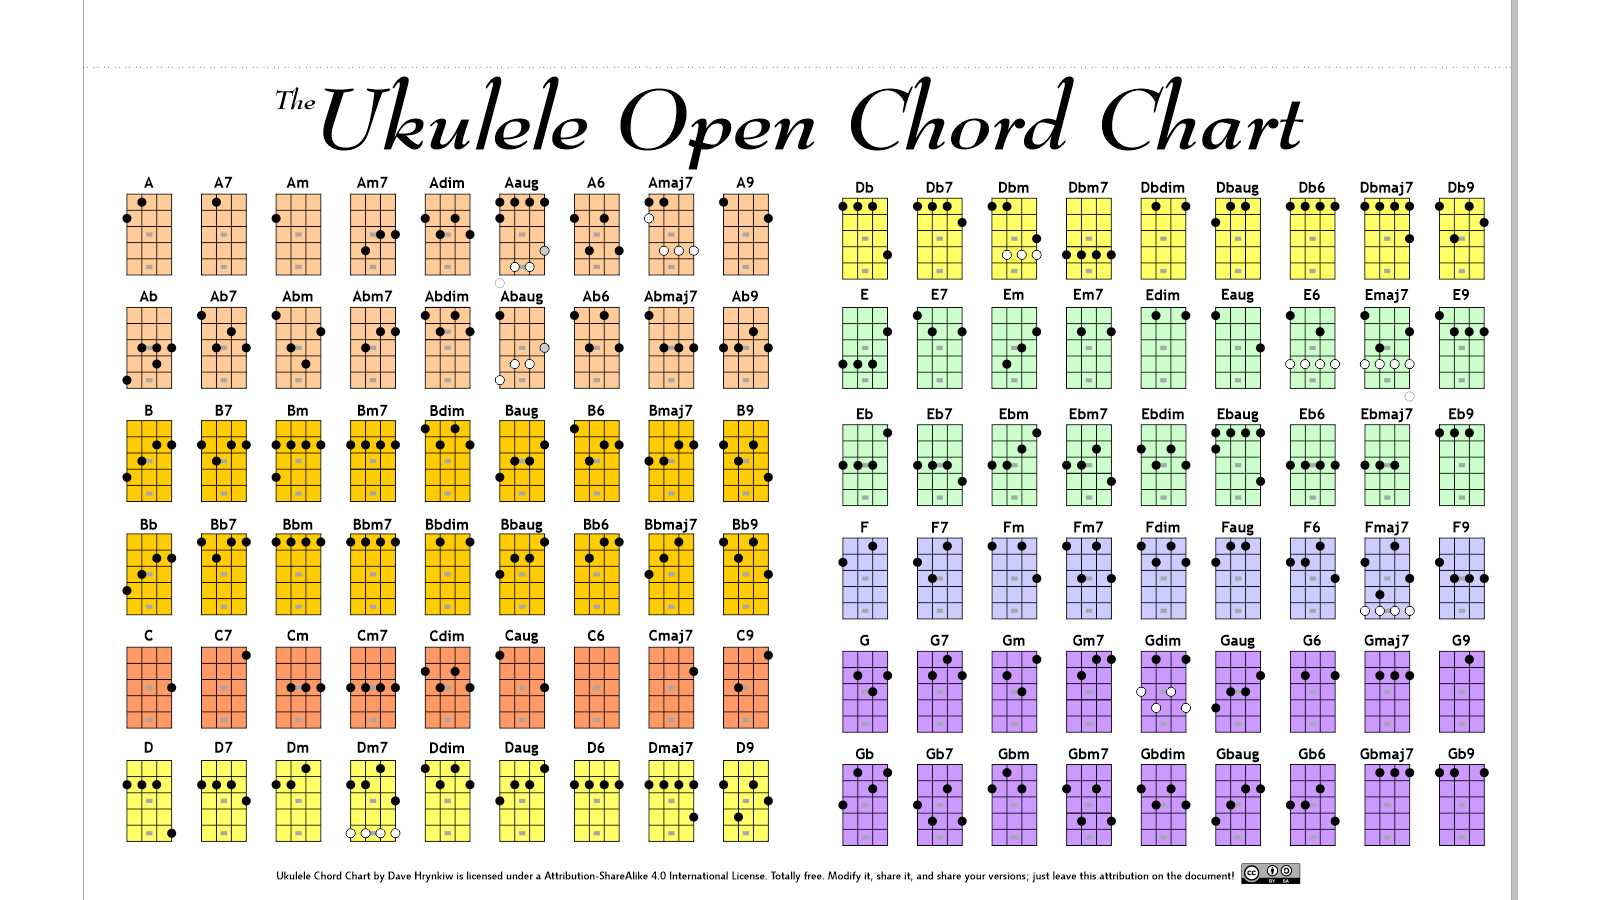 The Ukulele Open Chord Chart
A A7 Am Am7 Adim Aaug A6 Amaj7 A9
Db Db7 Dbm Dbm7 Dbdim Dbaug Db6 Dbmaj7 Db9
Ab Ab7 Abm Abm7 Abdim Abaug Ab6 Abmaj7 Ab9
E E7 Em Em7 Edim Eaug E6 Emaj7 E9
B B7 Bm Bm7 Bdim Baug B6 Bmaj7 B9
Eb Eb7 Ebm Ebm7 Ebdim Ebaug Eb6 Ebmaj7 Eb9
Bb Bb7 Bbm Bbm7 Bbdim Bbaug Bb6 Bbmaj7 Bb9
F F7 Fm Fm7 Fdim Faug F6 Fmaj7 F9
C C7 Cm Cm7 Cdim Caug C6 Cmaj7 C9
G G7 Gm Gm7 Gdim Gaug G6 Gmaj7 G9
D D7 Dm Dm7 Ddim Daug D6 Dmaj7 D9
Gb Gb7 Gbm Gbm7 Gbdim Gbaug Gb6 Gbmaj7 Gb9
Ukulele Chord Chart by Dave Hrynkiw is licensed under a Attribution-ShareAlike 4.0 International License. Totally free. Modify it, share it, and share your versions; just leave this attribution on the document!
cc BY SA